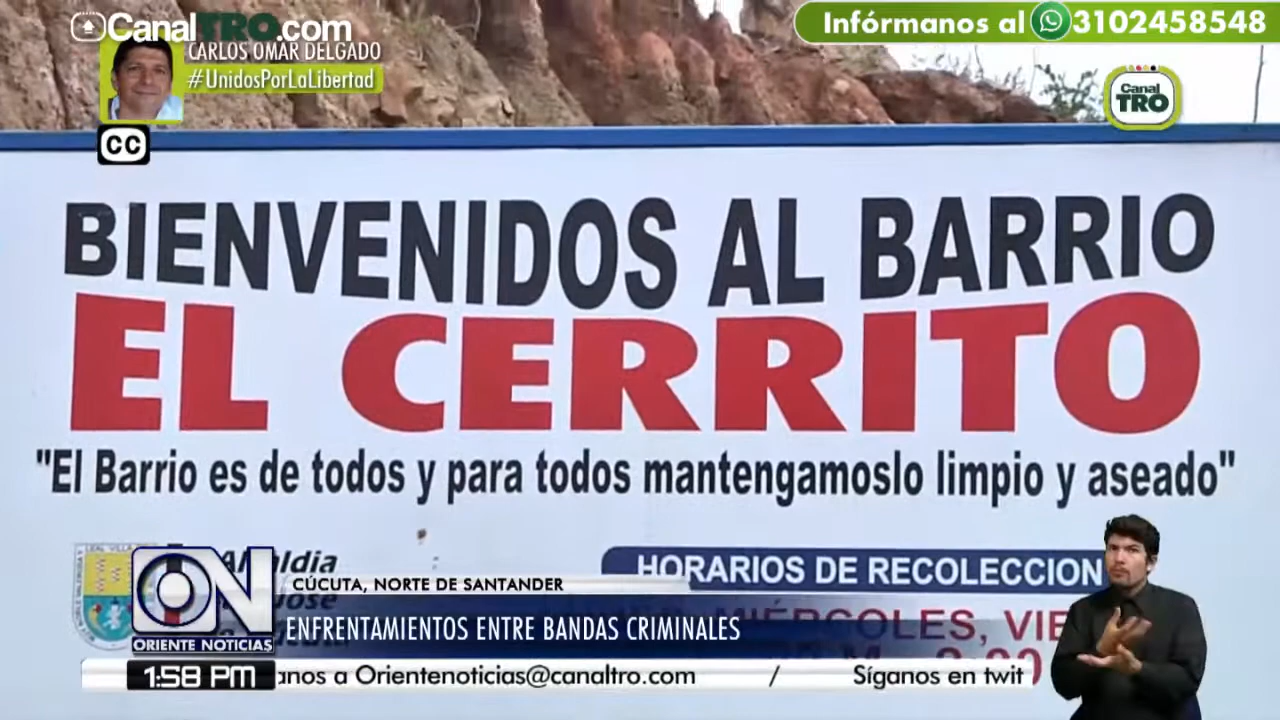 CanalTRO.com
Infórmanos al 3102458548
CARLOS OMAR DELGADO
#UnidosPorLaLibertad
Canal
TRO
CC
BIENVENIDOS AL BARRIO
EL CERRITO
"El Barrio es de todos y para todos mantengamoslo limpio y aseado"
HORARIOS DE RECOLECCION
MIÉRCOLES, VIE
ON
ORIENTE NOTICIAS
CÚCUTA, NORTE DE SANTANDER
ENFRENTAMIENTOS ENTRE BANDAS CRIMINALES
1:58 PM
anos a Orientenoticias@canaltro.com / Síganos en twit